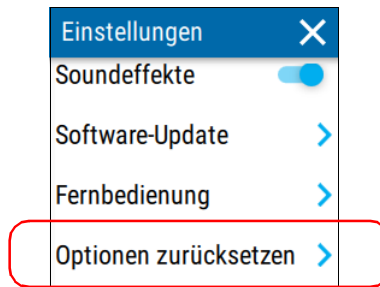 Einstellungen
Soundeffekte
Software-Update
Fernbedienung
Optionen zurücksetzen